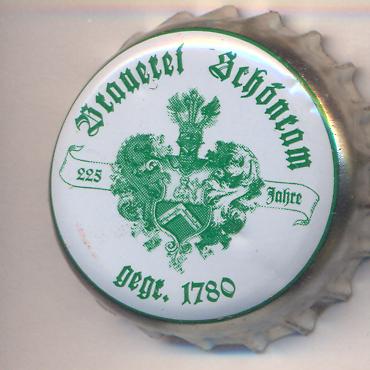 Brauerei Schönram
225 Jahre
gegr. 1780